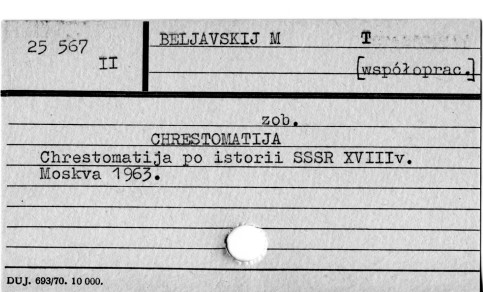 25 567
II
BELJAVSKIJ M T
[współoprac.]
zob.
CHRESTOMATIJA
Chrestomatija po istorii SSSR XVIIIv.
Moskva 1963.
DUJ. 693/70. 10 000.